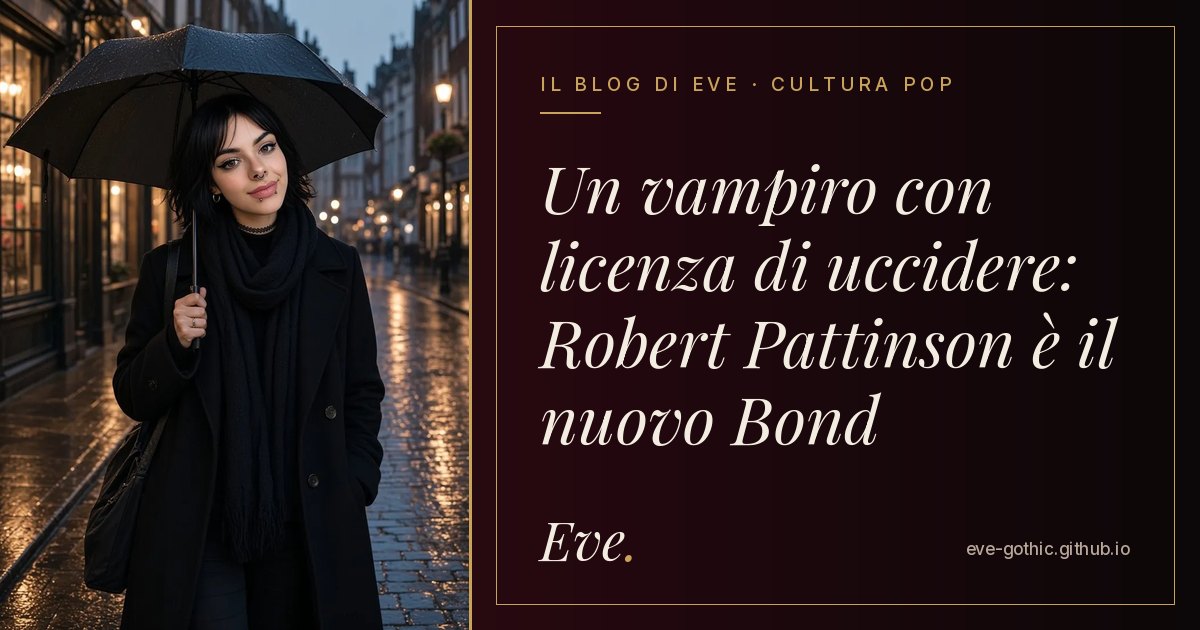 IL BLOG DI EVE · CULTURA POP
Un vampiro con
licenza di uccidere:
Robert Pattinson è il
nuovo Bond
Eve.
eve-gothic.github.io